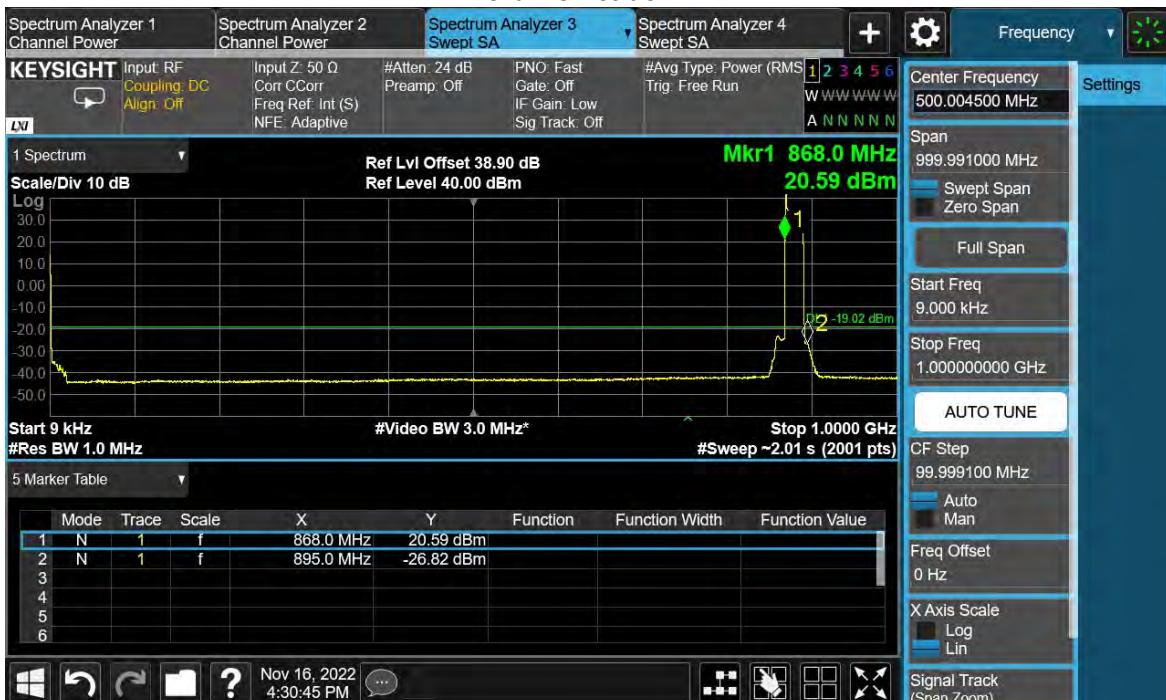 Spectrum Analyzer 1
Channel Power
Spectrum Analyzer 2
Channel Power
Spectrum Analyzer 3
Swept SA
Spectrum Analyzer 4
Swept SA
+
Frequency
KEYSIGHT
LXI
Input: RF
Coupling: DC
Align: Off
Input Z: 50 Ω
Corr CCorr
Freq Ref: Int (S)
NFE: Adaptive
#Atten: 24 dB
Preamp: Off
PNO: Fast
Gate: Off
IF Gain: Low
Sig Track: Off
#Avg Type: Power (RMS
Trig: Free Run
1 2 3 4 5 6
W W W W W W
A N N N N N
1 Spectrum
Scale/Div 10 dB
Ref Lvl Offset 38.90 dB
Ref Level 40.00 dBm
Mkr1 868.0 MHz
20.59 dBm
Log
30.0
20.0
10.0
0.00
-10.0
-20.0
-30.0
-40.0
-50.0
1
2
-19.02 dBm
Start 9 kHz
#Res BW 1.0 MHz
#Video BW 3.0 MHz*
Stop 1.0000 GHz
#Sweep ~2.01 s (2001 pts)
5 Marker Table
Mode Trace Scale X Y Function Function Width Function Value
1 N 1 f 868.0 MHz 20.59 dBm
2 N 1 f 895.0 MHz -26.82 dBm
3
4
5
6
Nov 16, 2022
4:30:45 PM
?
Center Frequency
500.004500 MHz
Settings
Span
999.991000 MHz
Swept Span
Zero Span
Full Span
Start Freq
9.000 kHz
Stop Freq
1.000000000 GHz
AUTO TUNE
CF Step
99.999100 MHz
Auto
Man
Freq Offset
0 Hz
X Axis Scale
Log
Lin
Signal Track
(Span Zoom)